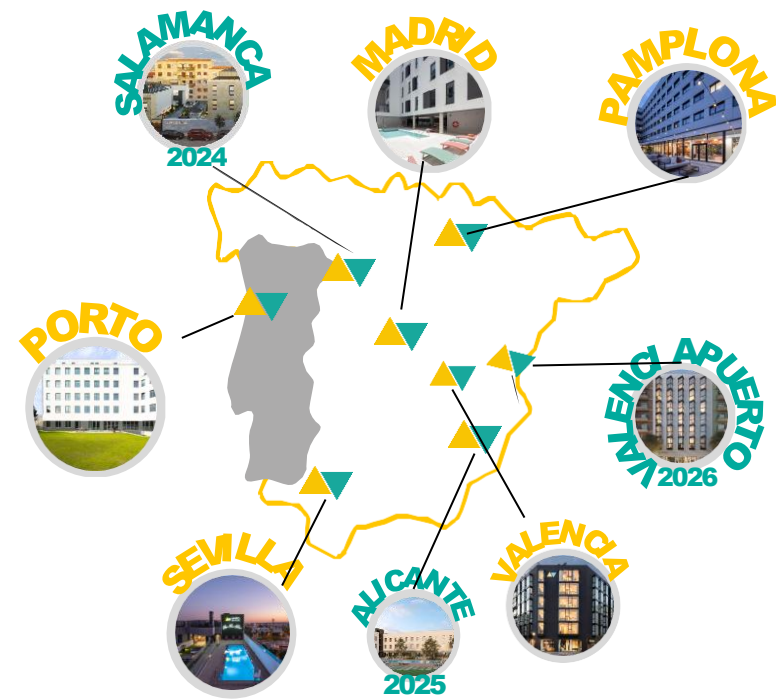 SALAMANCA
2024
MADRID
PAMPLONA
PORTO
VALENCIA PUERTO
2026
SEVILLA
ALICANTE
2025
VALENCIA